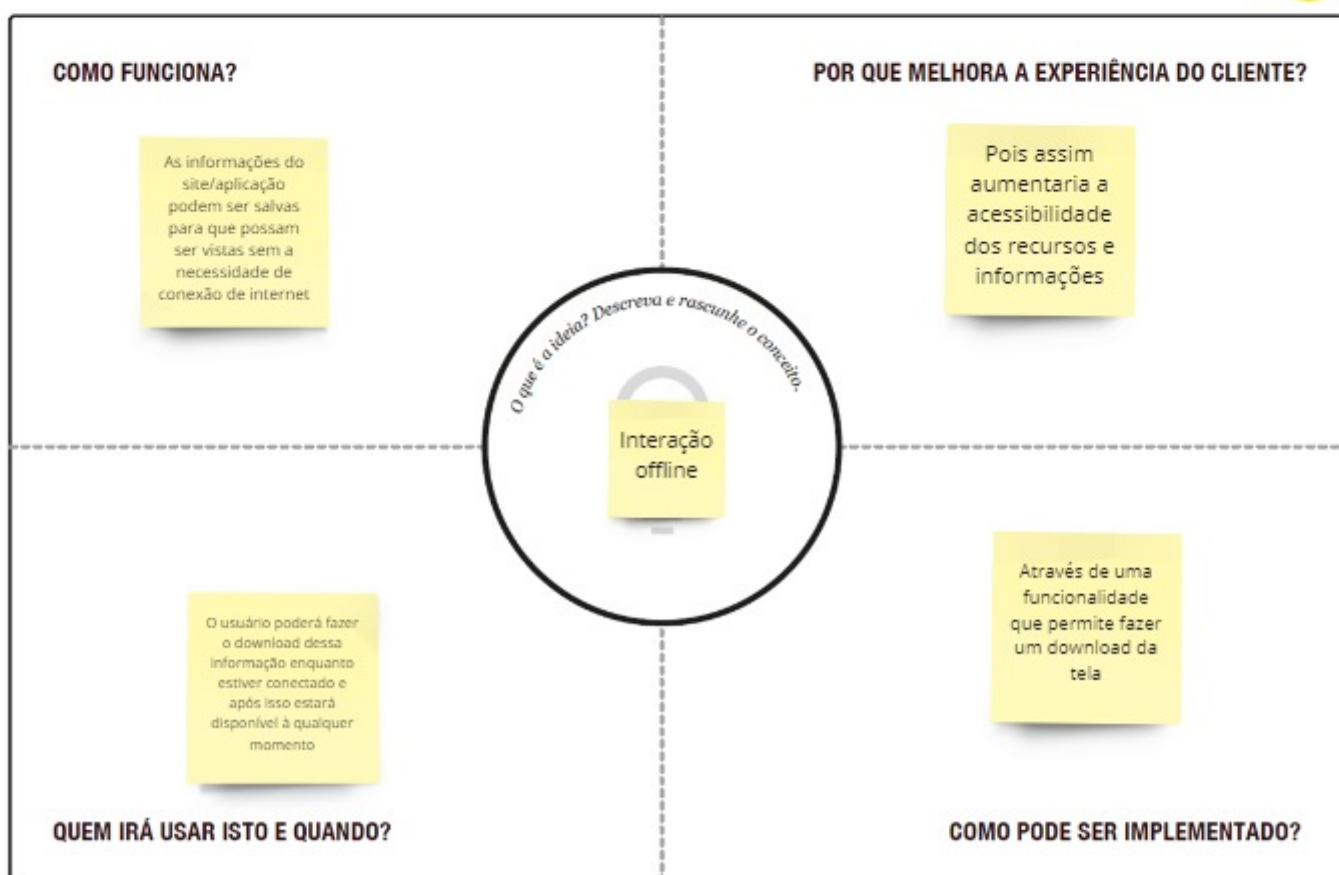 COMO FUNCIONA?
As informações do
site/aplicação
podem ser salvas
para que possam
ser vistas sem a
necessidade de
conexão de internet
POR QUE MELHORA A EXPERIÊNCIA DO CLIENTE?
Pois assim
aumentaria a
acessibilidade
dos recursos e
informações
O que é a ideia? Descreva e rascunhe o conceito.
Interação
offline
O usuário poderá fazer
o download dessa
informação enquanto
estiver conectado e
após isso estará
disponível à qualquer
momento
QUEM IRÁ USAR ISTO E QUANDO?
Através de uma
funcionalidade
que permite fazer
um download da
tela
COMO PODE SER IMPLEMENTADO?